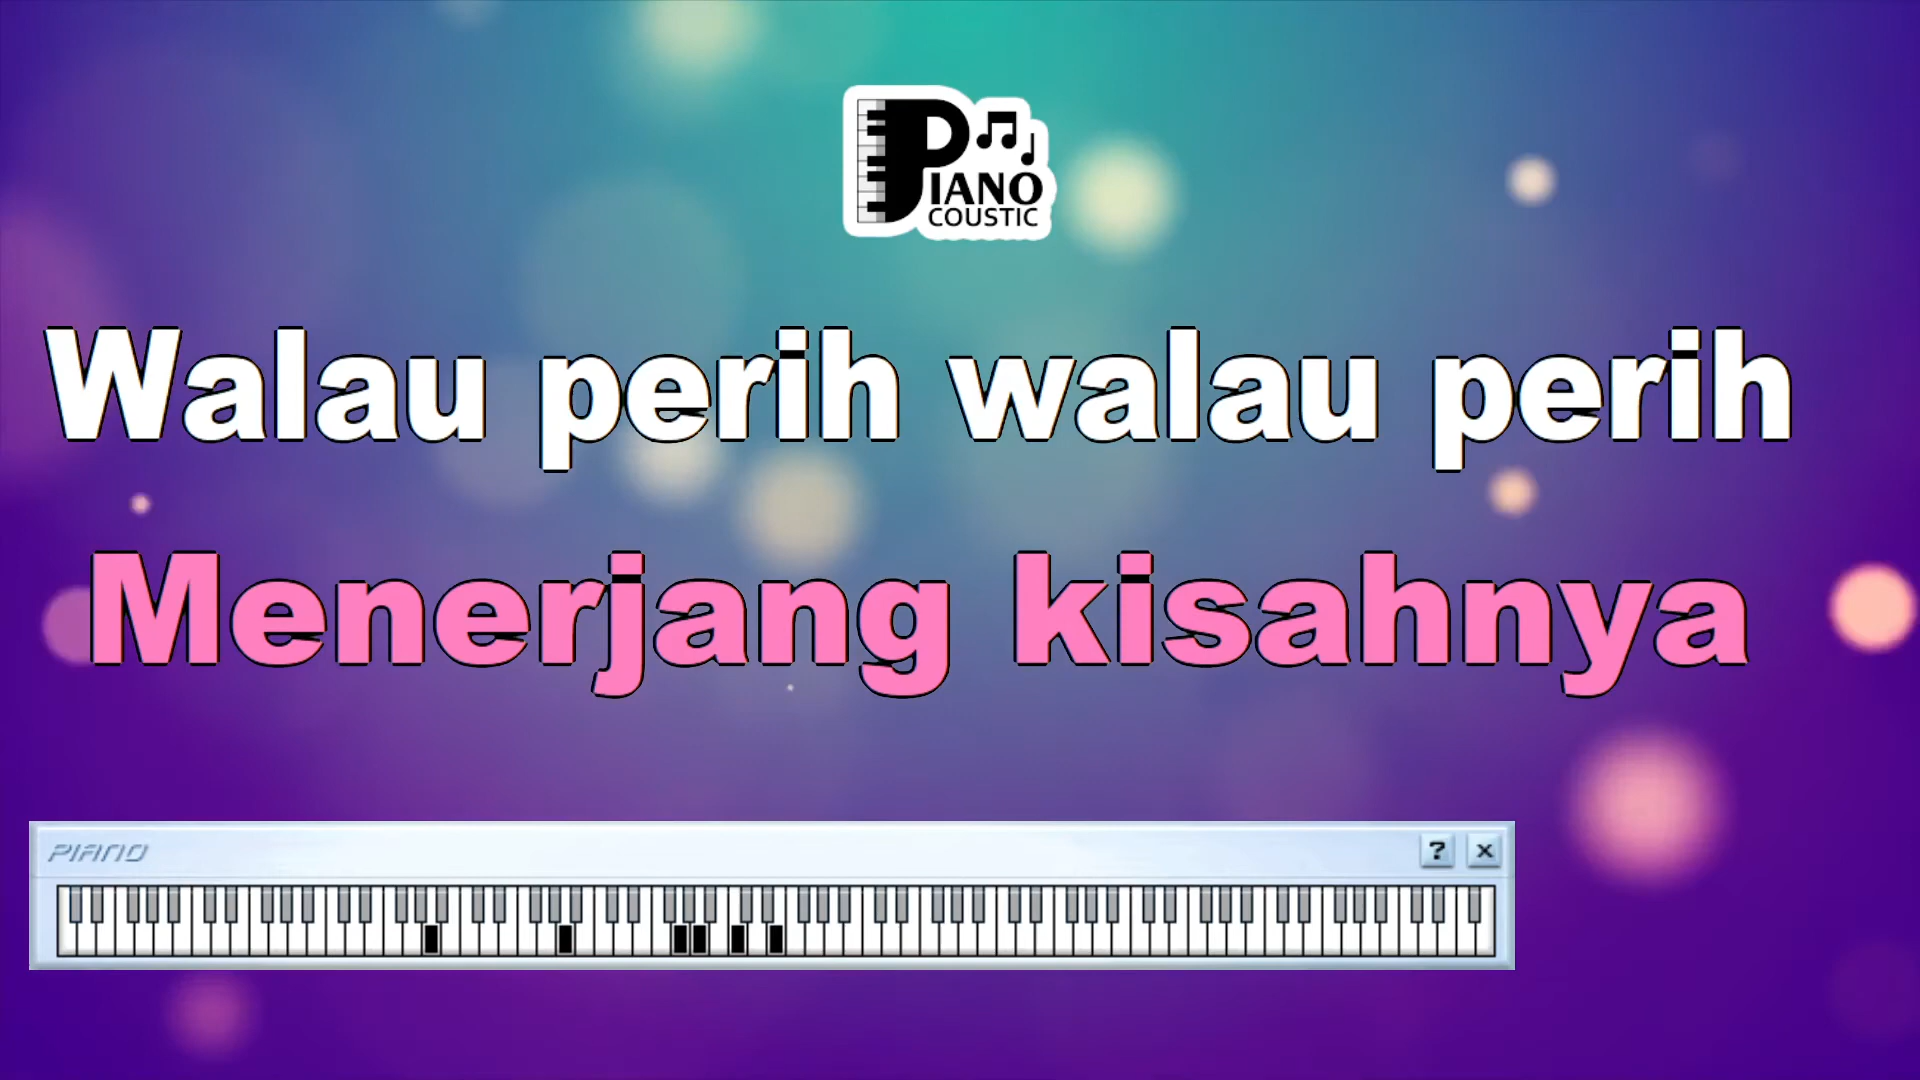 PIANO
COUSTIC
Walau perih walau perih
Menerjang kisahnya
PIANO
? x